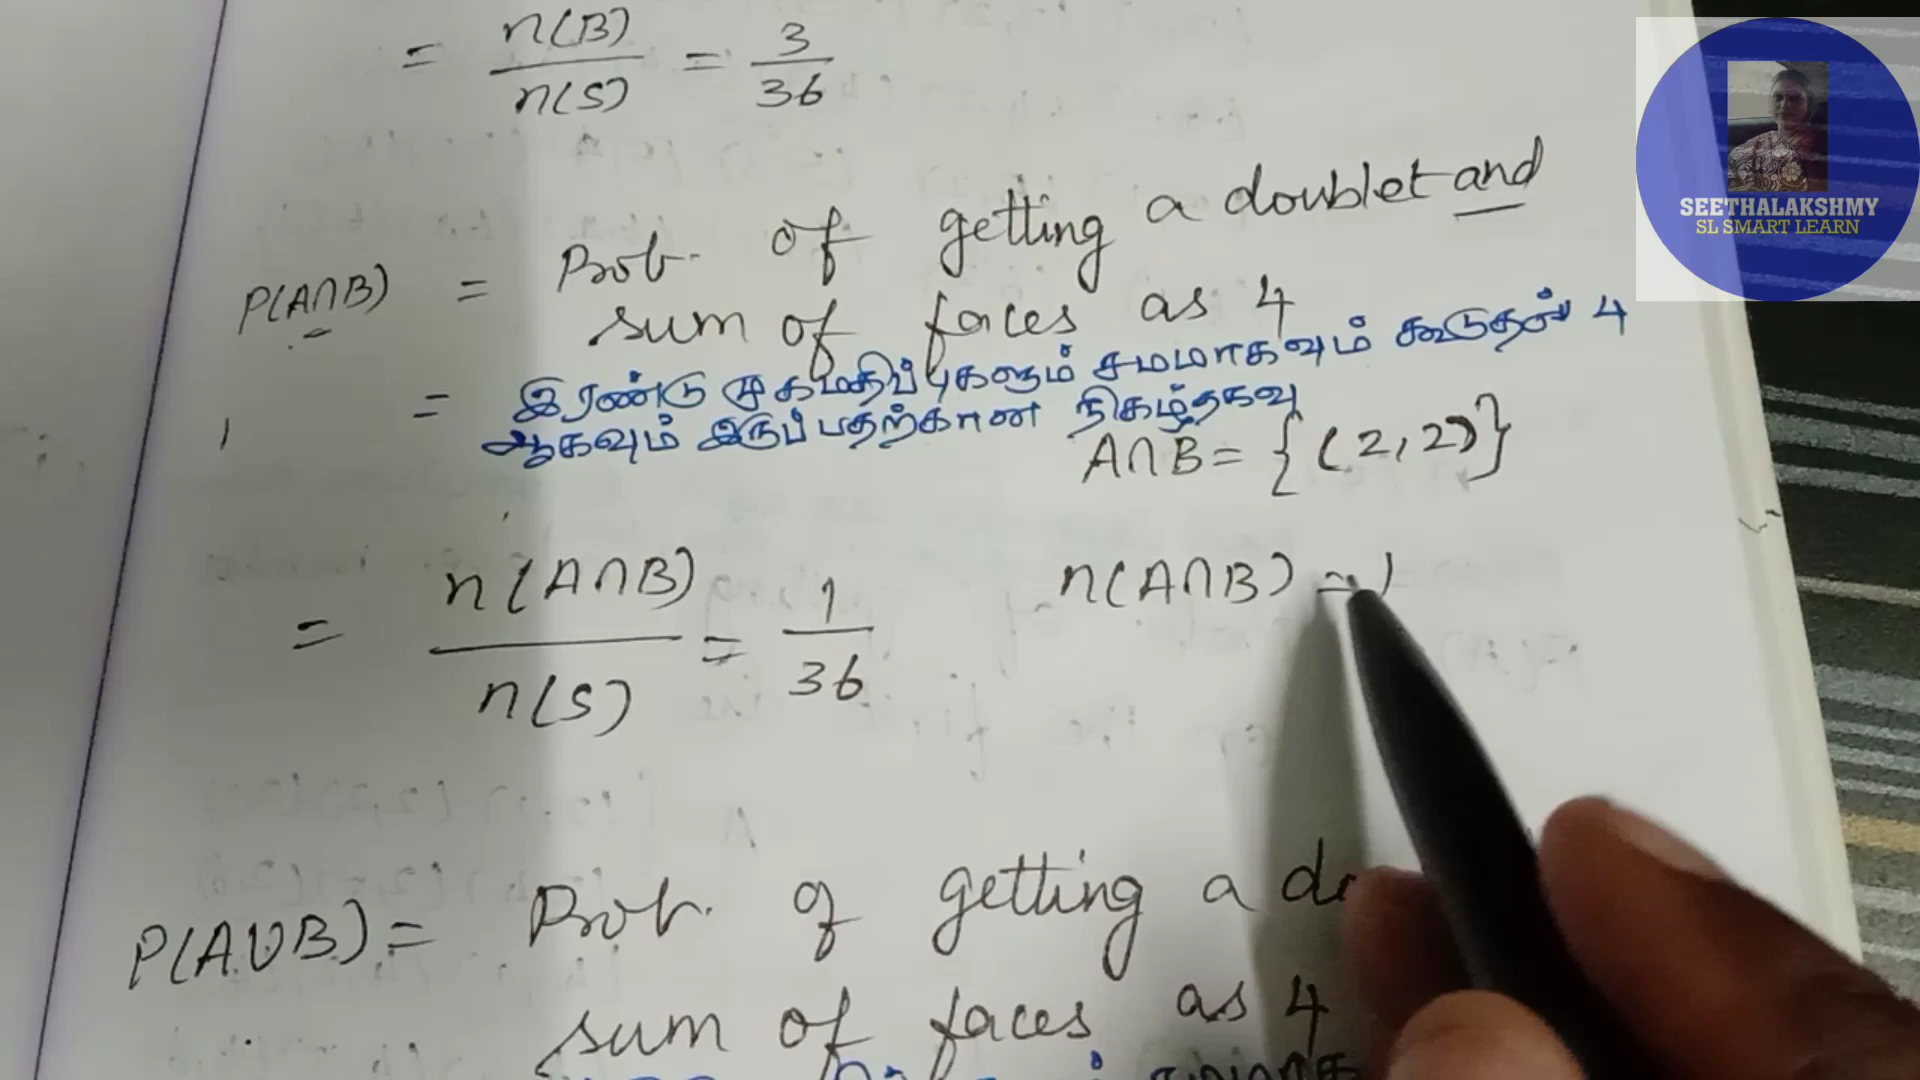 = n(B) / n(S) = 3 / 36
P(A∩B) = Prob. of getting a doublet and
sum of faces as 4
= இரண்டு முகமதிப்புகளும் சமமாகவும் கூடுதல் 4
ஆகவும் இருப்பதற்கான நிகழ்தகவு
A∩B = {(2,2)}
= n(A∩B) / n(S) = 1 / 36
n(A∩B) = 1
P(A∪B) = Prob. of getting a
sum of faces as 4
SEETHALAKSHMY
SL SMART LEARN